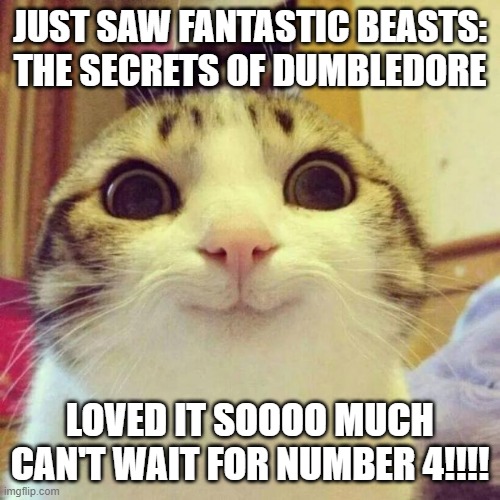 JUST SAW FANTASTIC BEASTS:
THE SECRETS OF DUMBLEDORE
LOVED IT SOOOO MUCH
CAN'T WAIT FOR NUMBER 4!!!!
imgflip.com